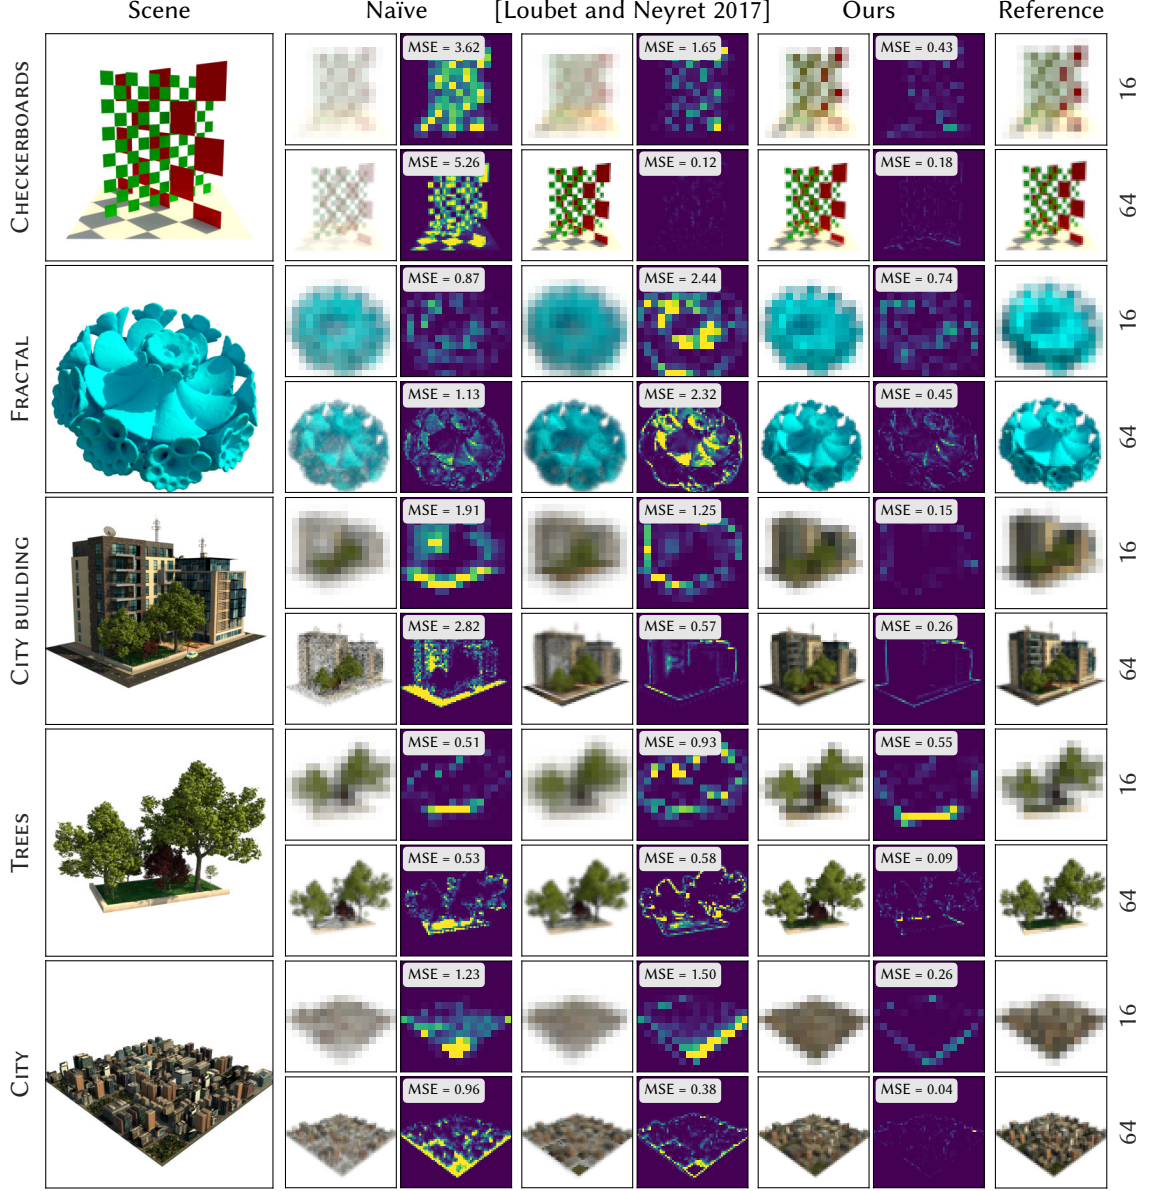 Scene Naïve [Loubet and Neyret 2017] Ours Reference
CHECKERBOARDS
MSE = 3.62 MSE = 1.65 MSE = 0.43 16
MSE = 5.26 MSE = 0.12 MSE = 0.18 64
FRACTAL
MSE = 0.87 MSE = 2.44 MSE = 0.74 16
MSE = 1.13 MSE = 2.32 MSE = 0.45 64
CITY BUILDING
MSE = 1.91 MSE = 1.25 MSE = 0.15 16
MSE = 2.82 MSE = 0.57 MSE = 0.26 64
TREES
MSE = 0.51 MSE = 0.93 MSE = 0.55 16
MSE = 0.53 MSE = 0.58 MSE = 0.09 64
CITY
MSE = 1.23 MSE = 1.50 MSE = 0.26 16
MSE = 0.96 MSE = 0.38 MSE = 0.04 64